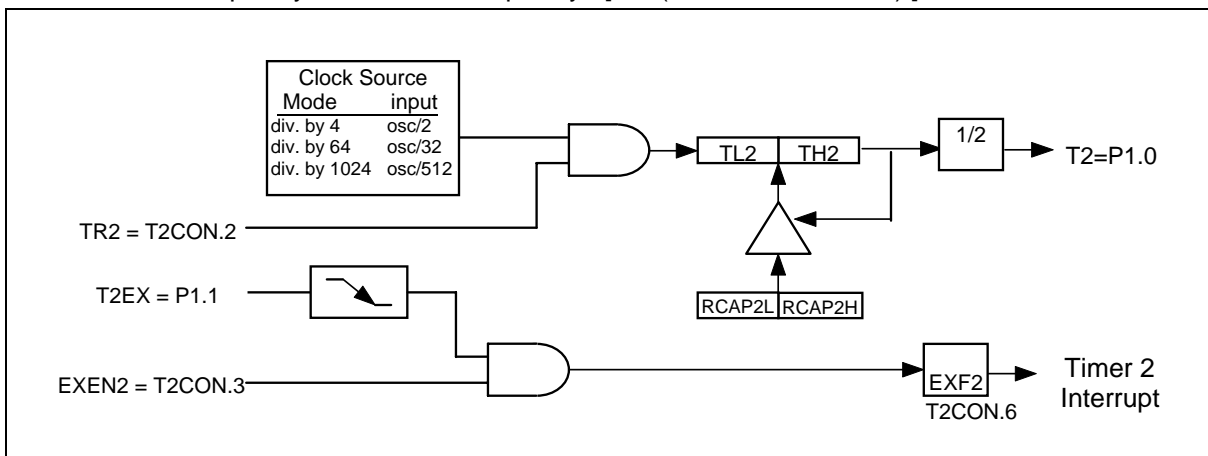 Clock Source
Mode input
div. by 4 osc/2
div. by 64 osc/32
div. by 1024 osc/512
TL2 TH2
1/2
T2=P1.0
TR2 = T2CON.2
T2EX = P1.1
RCAP2L RCAP2H
EXEN2 = T2CON.3
EXF2
T2CON.6
Timer 2
Interrupt